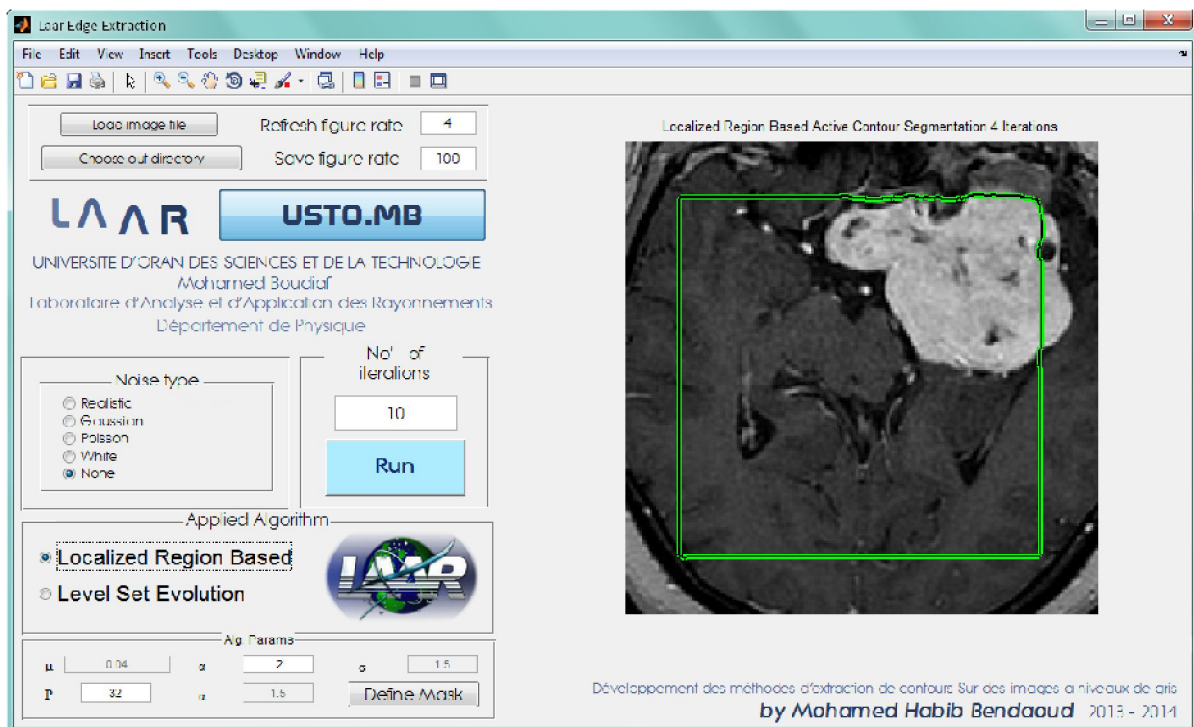 Laar Edge Extraction
File Edit View Insert Tools Desktop Window Help
Load image file
Refresh figure rate 4
Choose out directory
Save figure rate 100
LAAR
USTO.MB
UNIVERSITE D'ORAN DES SCIENCES ET DE LA TECHNOLOGIE
Mohamed Boudiaf
Laboratoire d'Analyse et d'Application des Rayonnements
Département de Physique
Noise type
Realistic
Gaussian
Poisson
White
None
No' of
iterations
10
Run
Applied Algorithm
Localized Region Based
Level Set Evolution
LAAR
Alg. Params
μ 0.04 α 2 σ 1.5
P 32 α 1.5 Define Mask
Localized Region Based Active Contour Segmentation 4 Iterations
Développement des méthodes d'extraction de contours Sur des images a niveaux de gris
by Mohamed Habib Bendaoud 2013 - 2014